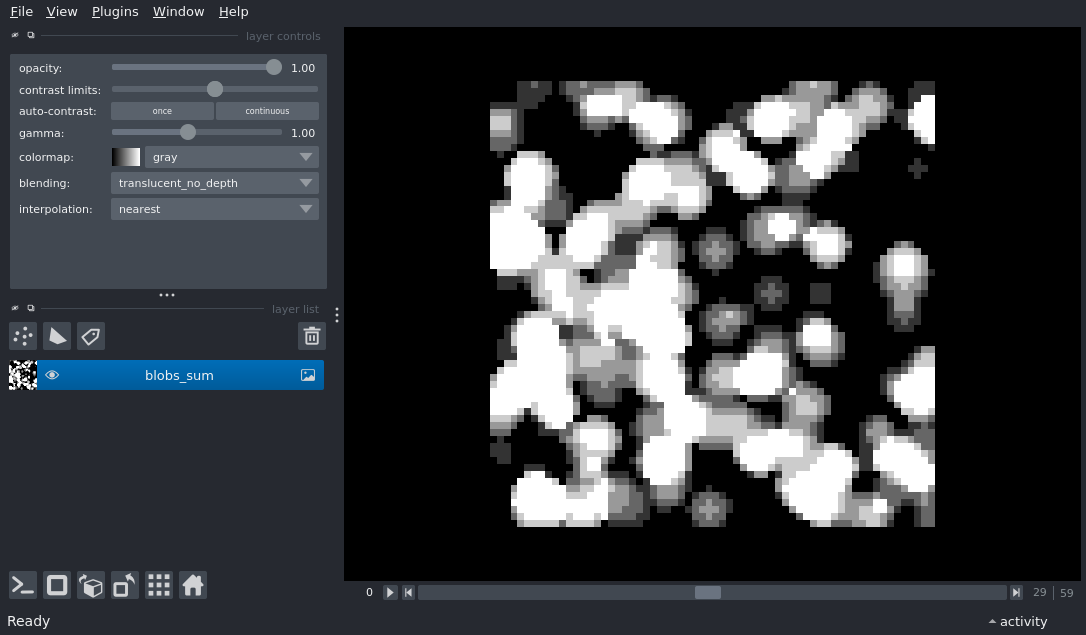 File View Plugins Window Help
layer controls
opacity: 1.00
contrast limits:
auto-contrast: once continuous
gamma: 1.00
colormap: gray
blending: translucent_no_depth
interpolation: nearest
layer list
blobs_sum
0 29 59
Ready activity